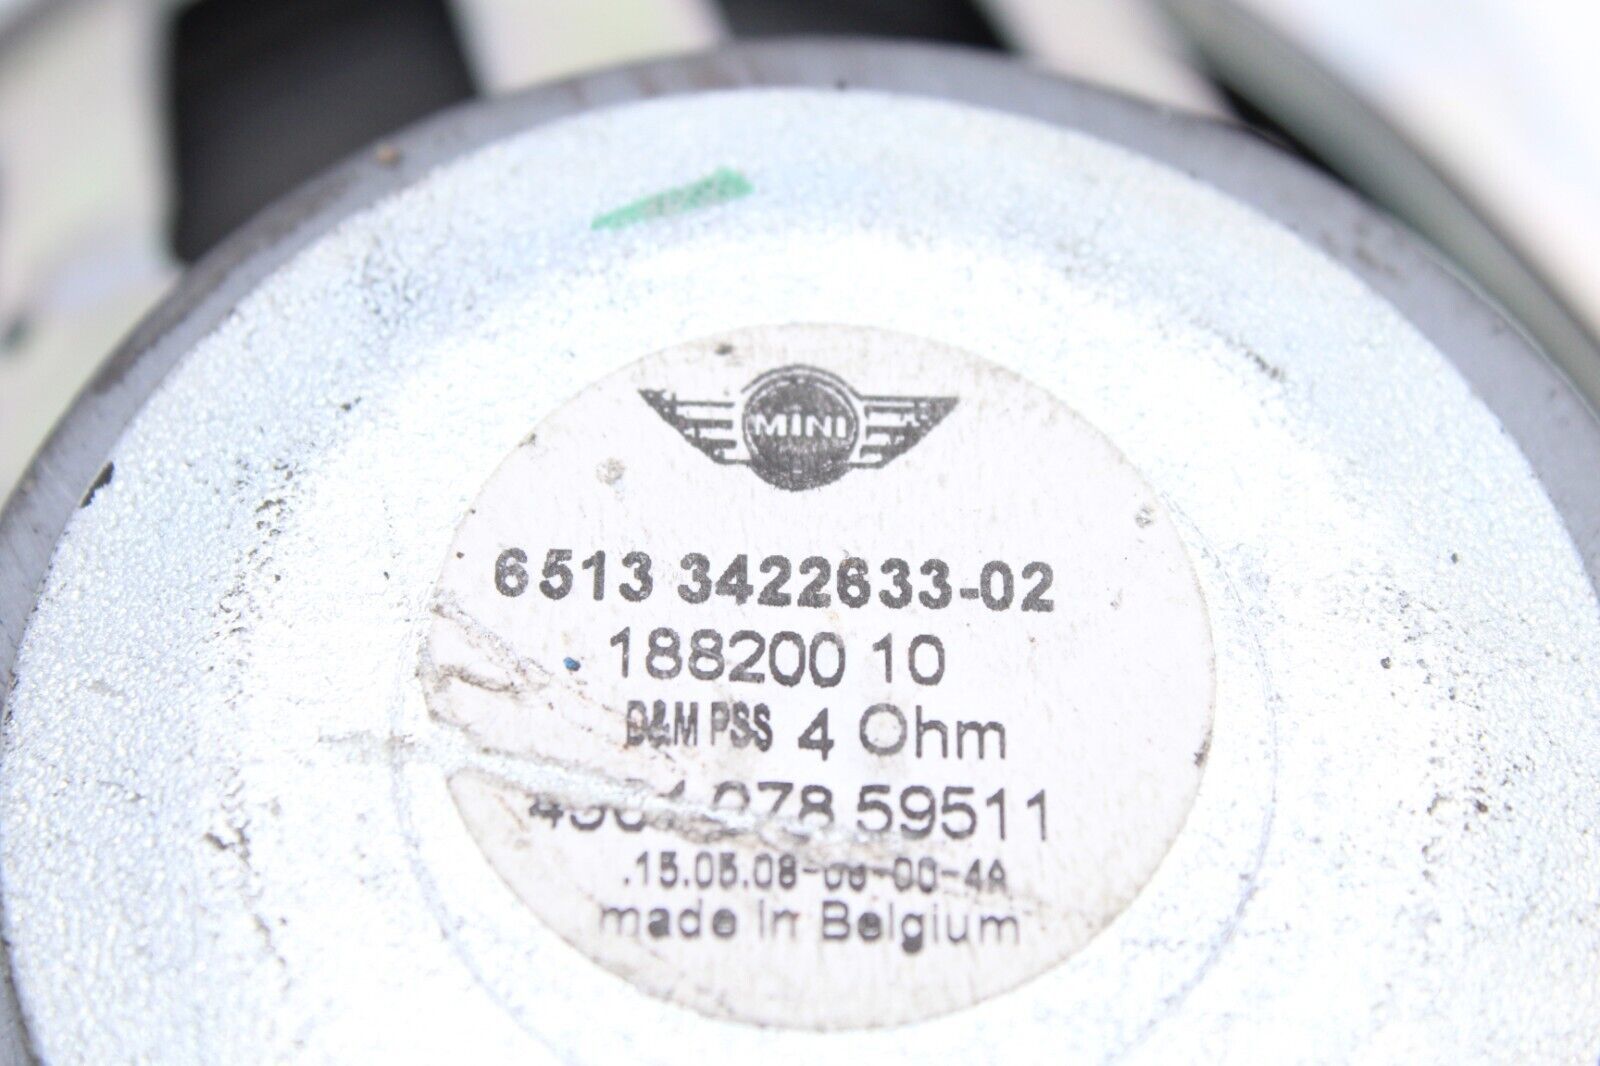 MINI
6513 3422633-02
188200 10
D&M PSS 4 Ohm
59511
made in Belgium